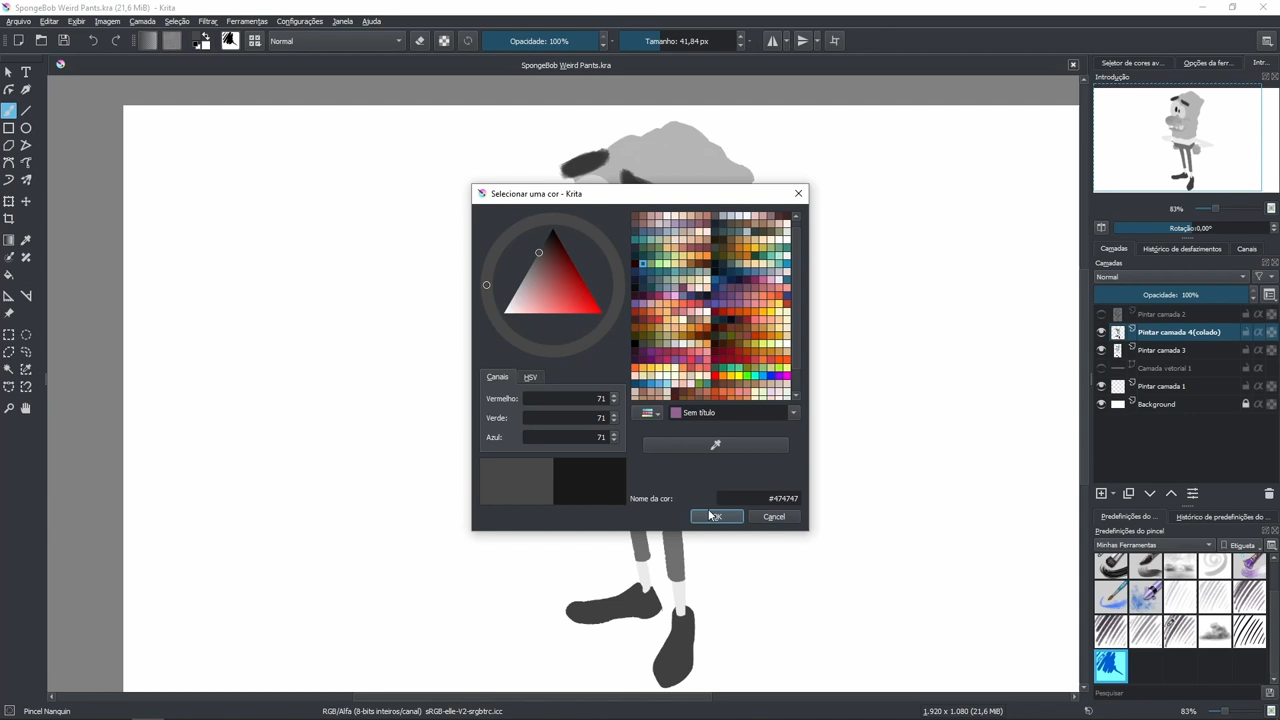 SpongeBob Weird Pants.kra (21,6 MiB) - Krita
Arquivo Editar Exibir Imagem Camada Seleção Filtrar Ferramentas Configurações Janela Ajuda
Normal Opacidade: 100% Tamanho: 41,84 px
SpongeBob Weird Pants.kra
Seletor de cores av... Opções da ferr... Intr...
Introdução
83%
Rotação:0,00°
Camadas Histórico de desfazimentos Canais
Camadas
Normal
Opacidade: 100%
Pintar camada 2
Pintar camada 4(colado)
Pintar camada 3
Camada vetorial 1
Pintar camada 1
Background
Predefinições do ... Histórico de predefinições do ...
Predefinições do pincel
Minhas Ferramentas Etiqueta
Pesquisar
Selecionar uma cor - Krita
Canais HSV
Vermelho: 71
Verde: 71
Azul: 71
Sem título
Nome da cor: #474747
OK Cancel
Pincel Nanquin RGB/Alfa (8-bits inteiros/canal) sRGB-elle-V2-srgbtrc.icc 1.920 x 1.080 (21,6 MiB) 83%